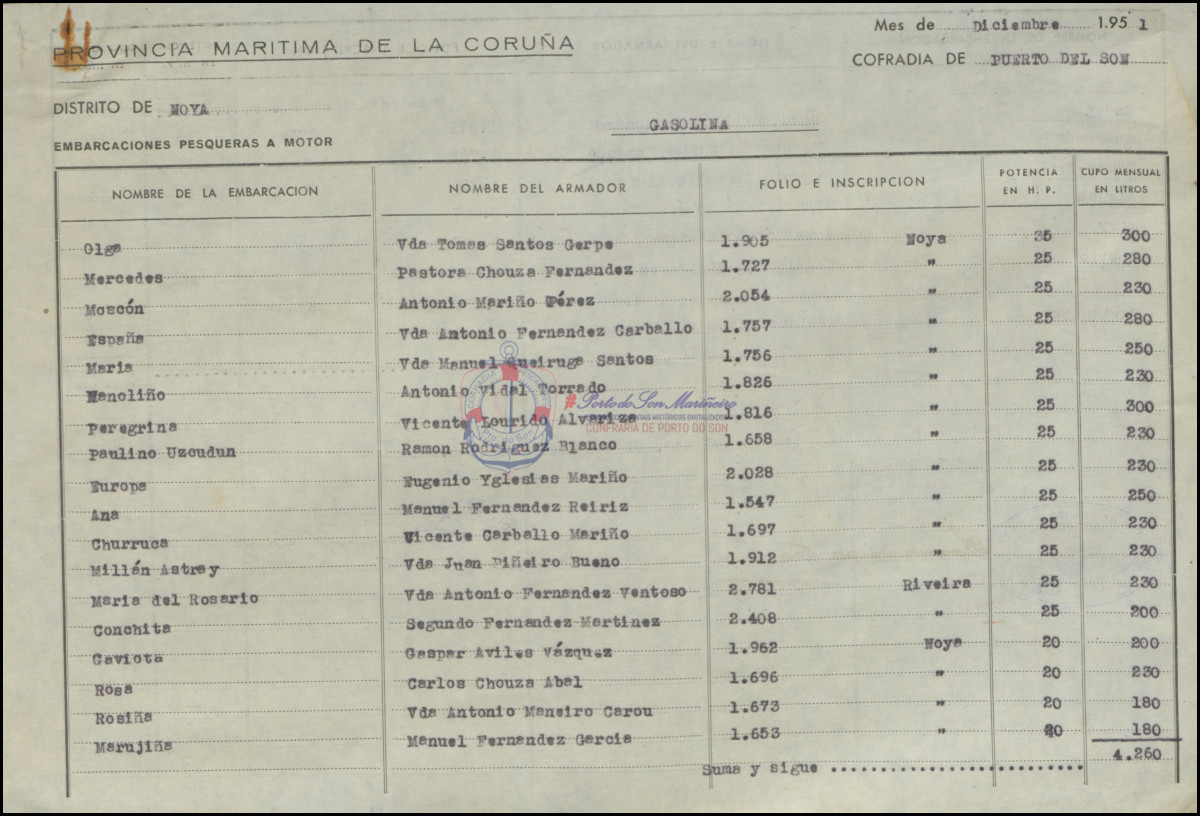 PROVINCIA MARITIMA DE LA CORUÑA
Mes de Diciembre 1.95 1
COFRADIA DE PUERTO DEL SON
DISTRITO DE NOYA
GASOLINA
EMBARCACIONES PESQUERAS A MOTOR
NOMBRE DE LA EMBARCACION NOMBRE DEL ARMADOR FOLIO E INSCRIPCION POTENCIA EN H. P. CUPO MENSUAL EN LITROS
Olga Vda Tomas Santos Gerpe 1.905 Noya 35 300
Mercedes Pastora Chouza Fernandez 1.727 " 25 280
Moscón Antonio Mariño Pérez 2.054 " 25 230
España Vda Antonio Fernandez Carballo 1.757 " 25 280
Maria Vda Manuel Queiruga Santos 1.756 " 25 250
Manoliño Antonio Vidal Torrado 1.826 " 25 230
Peregrina Vicente Lourido Alvariza 1.816 " 25 300
Paulino Uzcudun Ramon Rodriguez Blanco 1.658 " 25 230
Europa Eugenio Yglesias Mariño 2.028 " 25 230
Ana Manuel Fernandez Reiriz 1.547 " 25 250
Churruca Vicente Carballo Mariño 1.697 " 25 230
Millán Astray Vda Juan Piñeiro Bueno 1.912 " 25 230
Maria del Rosario Vda Antonio Fernandez Ventoso 2.781 Riveira 25 230
Conchita Segundo Fernandez Martinez 2.408 " 25 200
Gaviota Gaspar Aviles Vázquez 1.962 Noya 20 200
Rosa Carlos Chouza Abal 1.696 " 20 230
Rosiña Vda Antonio Maneiro Carou 1.673 " 20 180
Marujiña Manuel Fernandez Garcia 1.653 " 20 180
Suma y sigue .......................... 4.260
#Porto do Son Mariñeiro
CONFRARÍA DE PORTO DO SON